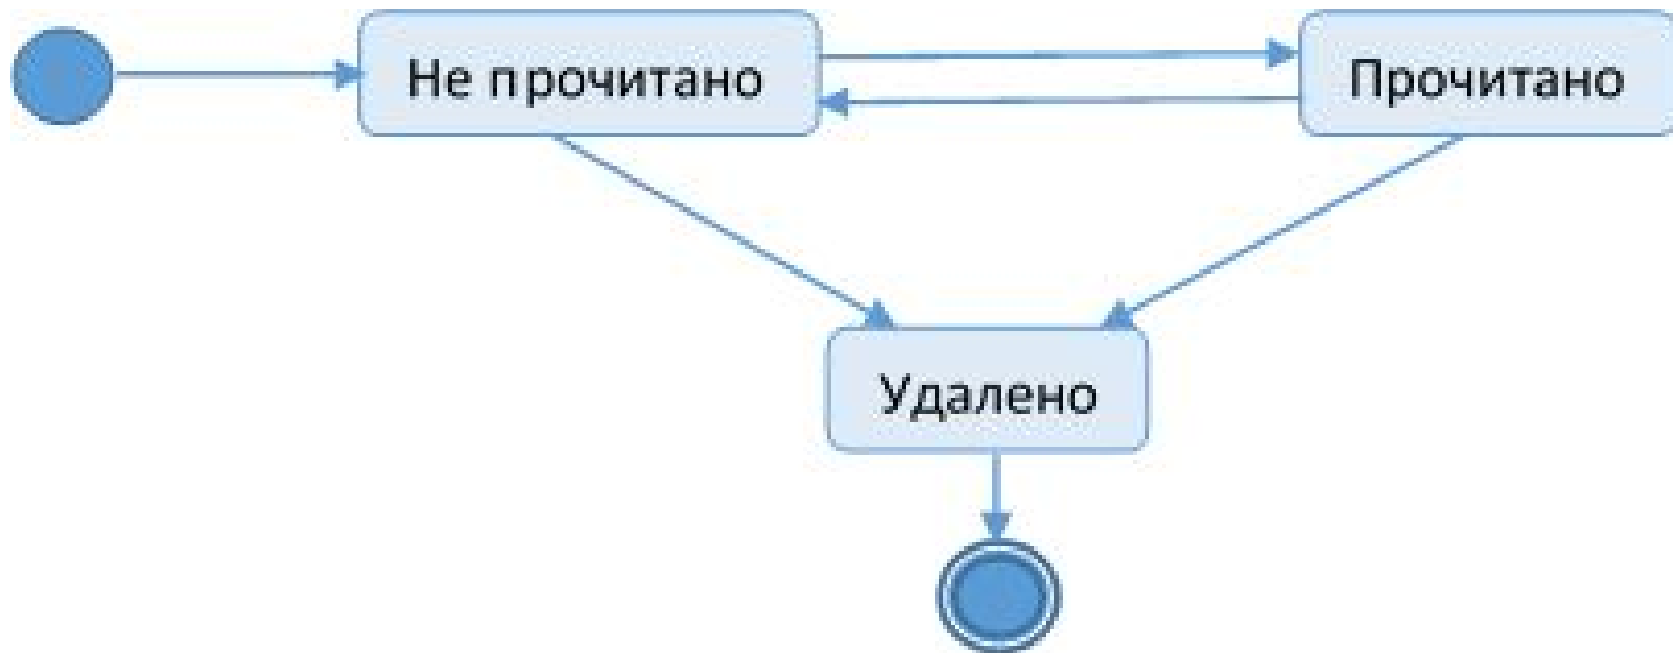 Не прочитано
Прочитано
Удалено